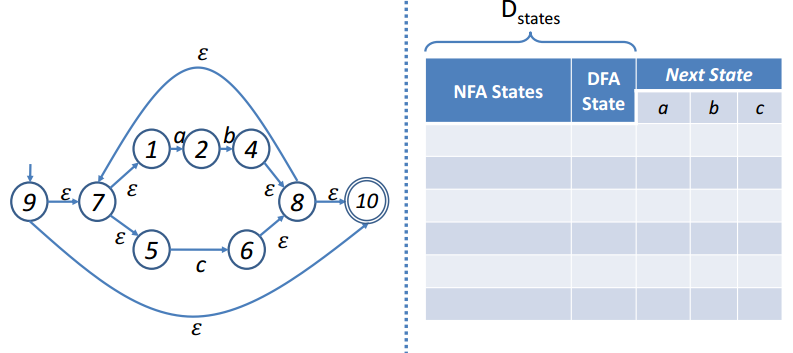 D_states
NFA States
DFA State
Next State
a b c
ε
1 a 2 b 4
9 ε 7 ε ε 8 ε 10
ε 5 c 6 ε
ε